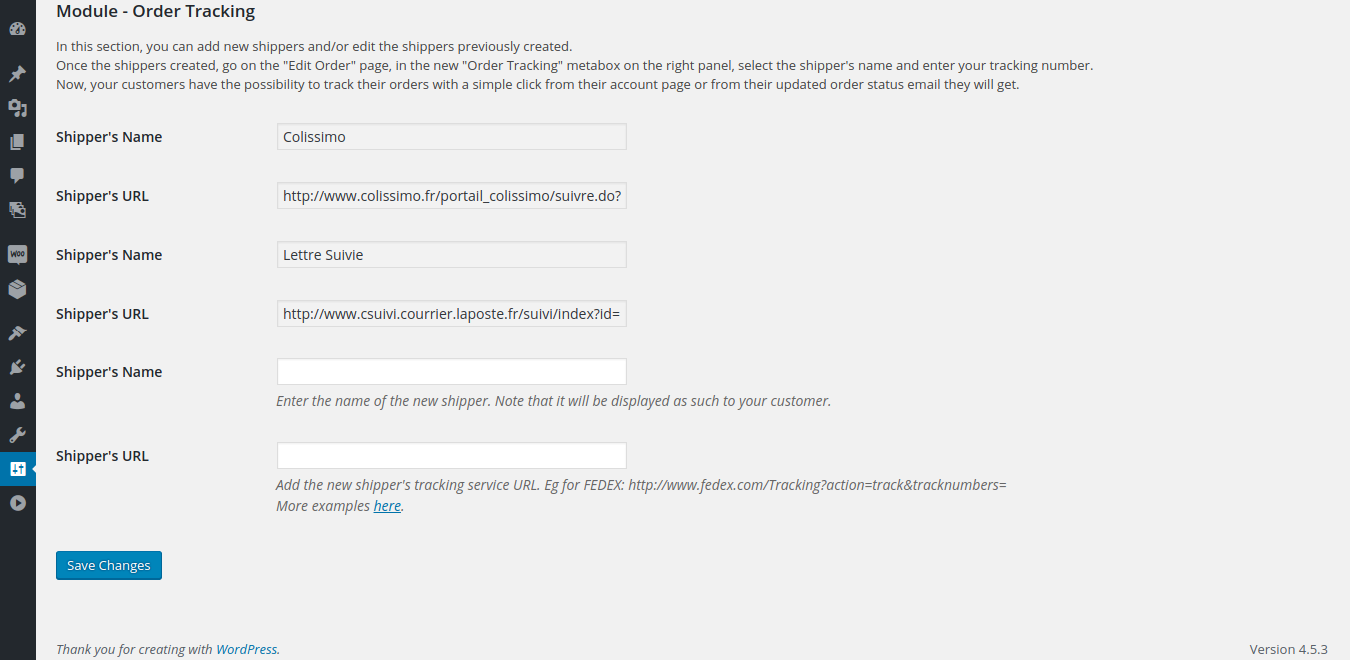 Module - Order Tracking
In this section, you can add new shippers and/or edit the shippers previously created.
Once the shippers created, go on the "Edit Order" page, in the new "Order Tracking" metabox on the right panel, select the shipper's name and enter your tracking number.
Now, your customers have the possibility to track their orders with a simple click from their account page or from their updated order status email they will get.
Shipper's Name Colissimo
Shipper's URL http://www.colissimo.fr/portail_colissimo/suivre.do?
Shipper's Name Lettre Suivie
Shipper's URL http://www.csuivi.courrier.laposte.fr/suivi/index?id=
Shipper's Name
Enter the name of the new shipper. Note that it will be displayed as such to your customer.
Shipper's URL
Add the new shipper's tracking service URL. Eg for FEDEX: http://www.fedex.com/Tracking?action=track&tracknumbers=
More examples here.
Save Changes
Thank you for creating with WordPress. Version 4.5.3
WOO